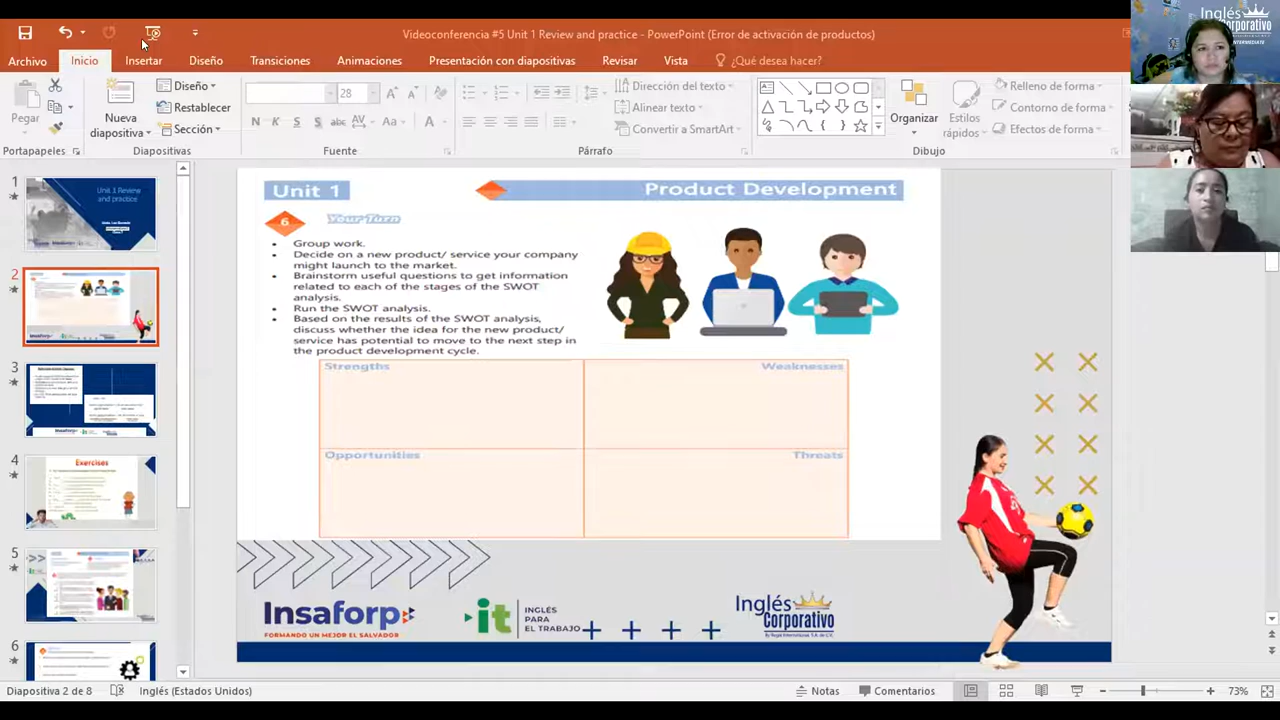 Videoconferencia #5 Unit 1 Review and practice - PowerPoint (Error de activación de productos)
Archivo Inicio Insertar Diseño Transiciones Animaciones Presentación con diapositivas Revisar Vista ¿Qué desea hacer?
Pegar
Nueva diapositiva
Diseño
Restablecer
Sección
28
Dirección del texto
Alinear texto
Convertir a SmartArt
Organizar
Estilos rápidos
Relleno de forma
Contorno de forma
Efectos de forma
Portapapeles Diapositivas Fuente Párrafo Dibujo
1
Unit 1 Review
and practice
2
3
4
Exercises
5
6
Unit 1
Product Development
6
Your Turn
• Group work.
• Decide on a new product/ service your company
might launch to the market.
• Brainstorm useful questions to get information
related to each of the stages of the SWOT
analysis.
• Run the SWOT analysis.
• Based on the results of the SWOT analysis,
discuss whether the idea for the new product/
service has potential to move to the next step in
the product development cycle.
Strengths Weaknesses
Opportunities Threats
Insaforp
FORMANDO UN MEJOR EL SALVADOR
it
INGLÉS
PARA
EL TRABAJO
Inglés
Corporativo
Inglés
Corporativo
INTERMEDIATE
Diapositiva 2 de 8 Inglés (Estados Unidos) Notas Comentarios 73%